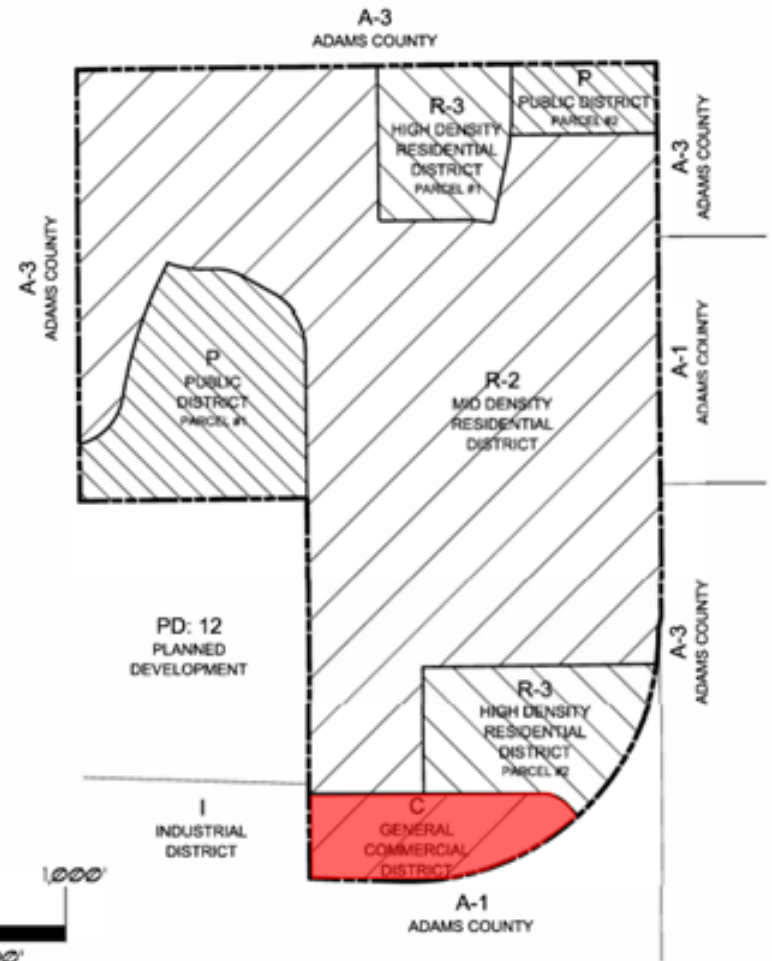 A-3
ADAMS COUNTY
R-3
HIGH DENSITY
RESIDENTIAL
DISTRICT
PARCEL #1
P
PUBLIC DISTRICT
PARCEL #2
A-3
ADAMS COUNTY
A-3
ADAMS COUNTY
A-1
ADAMS COUNTY
P
PUBLIC
DISTRICT
PARCEL #1
R-2
MID DENSITY
RESIDENTIAL
DISTRICT
A-3
ADAMS COUNTY
PD: 12
PLANNED
DEVELOPMENT
R-3
HIGH DENSITY
RESIDENTIAL
DISTRICT
PARCEL #2
I
INDUSTRIAL
DISTRICT
C
GENERAL
COMMERCIAL
DISTRICT
1,000'
A-1
ADAMS COUNTY